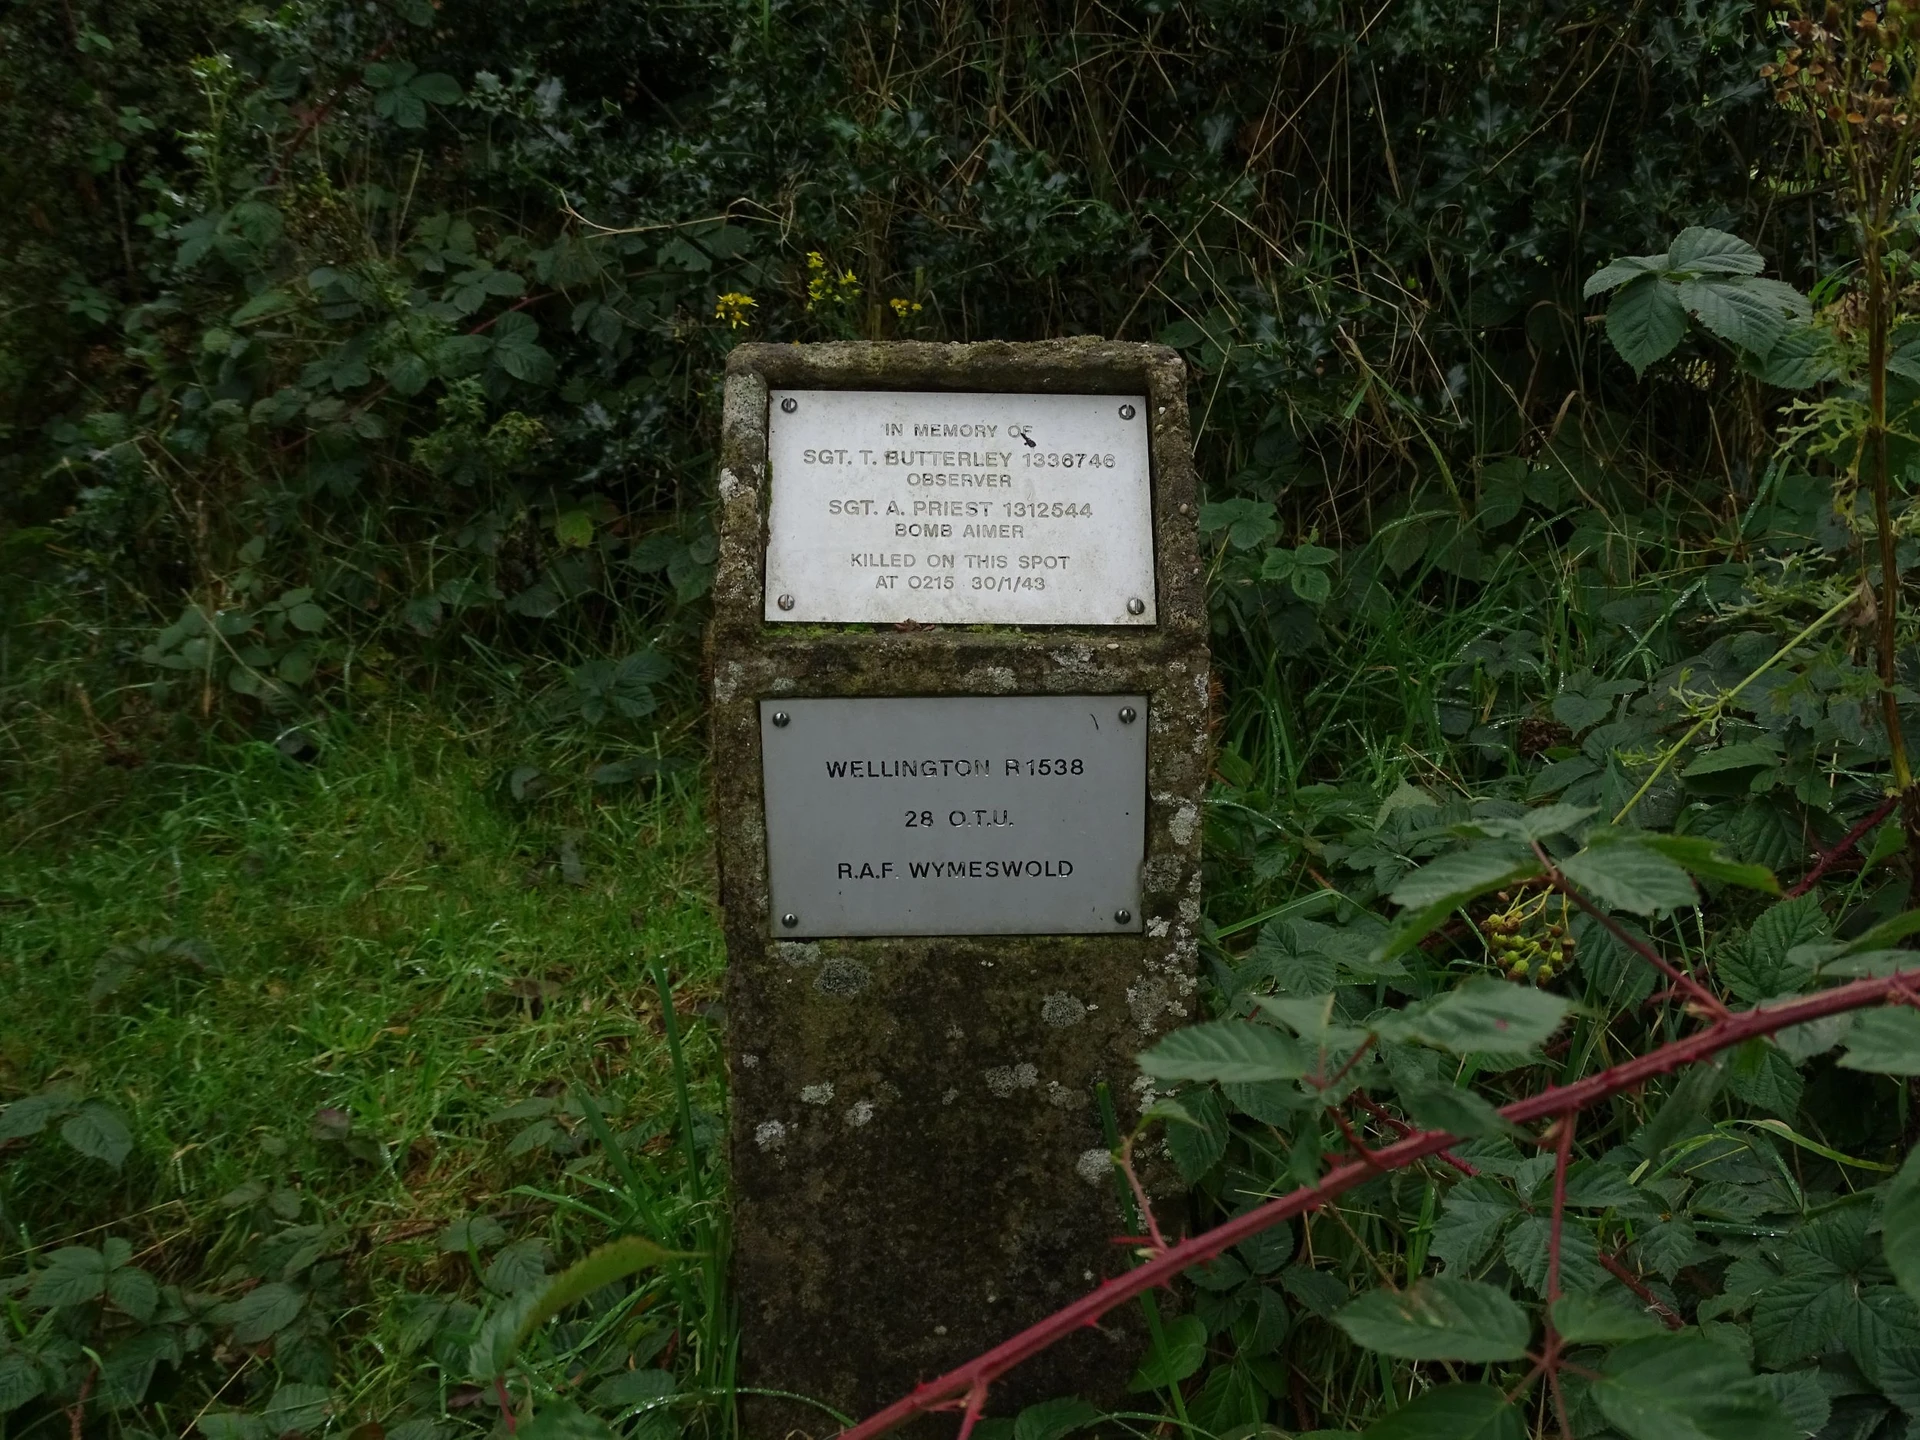 IN MEMORY OF
SGT. T. BUTTERLEY 1336746
OBSERVER
SGT. A. PRIEST 1312544
BOMB AIMER
KILLED ON THIS SPOT
AT 0215 30/1/43
WELLINGTON R1538
28 O.T.U.
R.A.F. WYMESWOLD